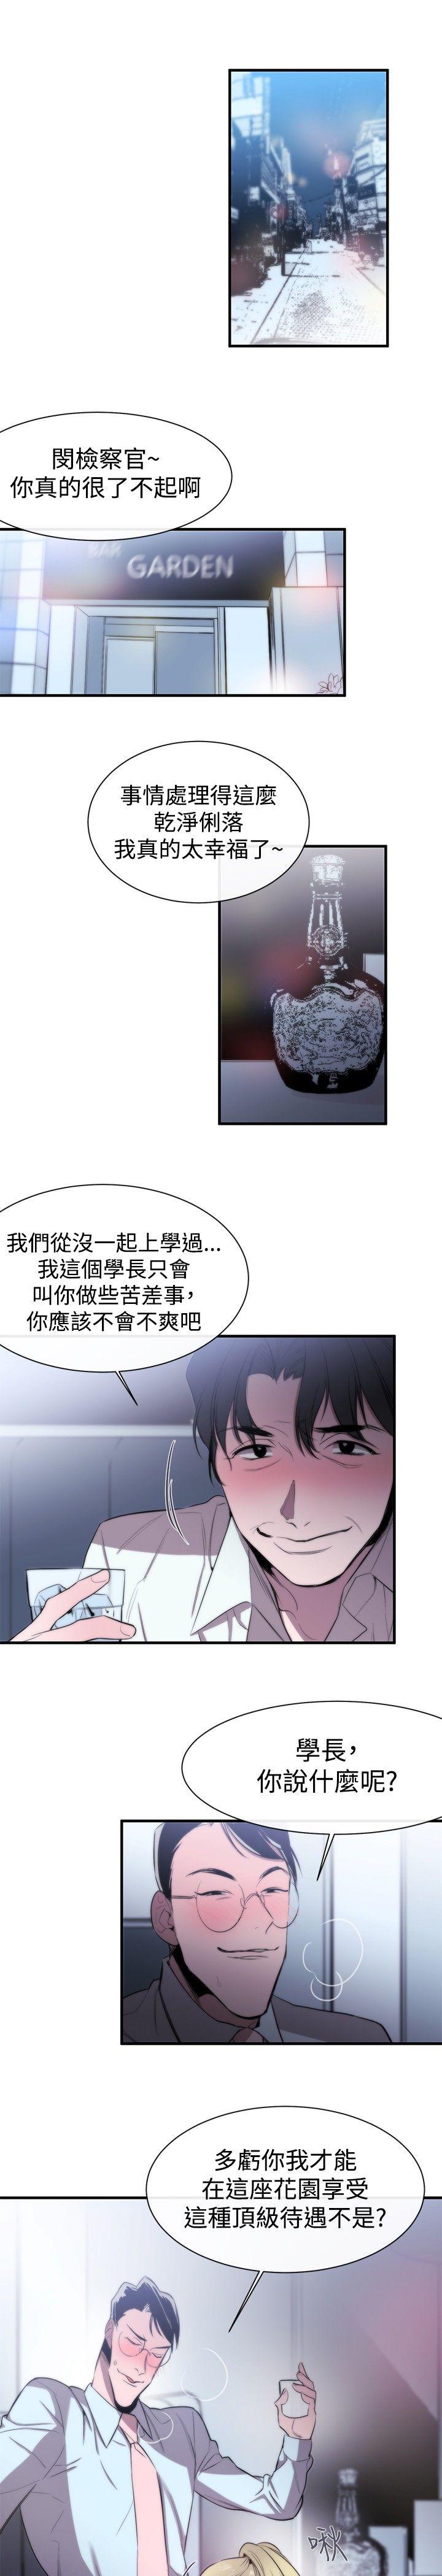 閔檢察官~
你真的很了不起啊
BAR
GARDEN
事情處理得這麼
乾淨俐落
我真的太幸福了~
我們從沒一起上學過...
我這個學長只會
叫你做些苦差事，
你應該不會不爽吧
學長，
你說什麼呢?
多虧你我才能
在這座花園享受
這種頂級待遇不是?
啾